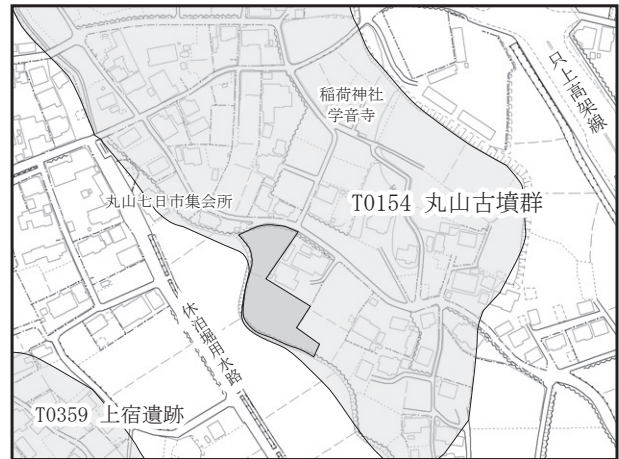 稲荷神社
学音寺
只上高架線
丸山七日市集会所
T0154 丸山古墳群
休泊堀用水路
T0359 上宿遺跡